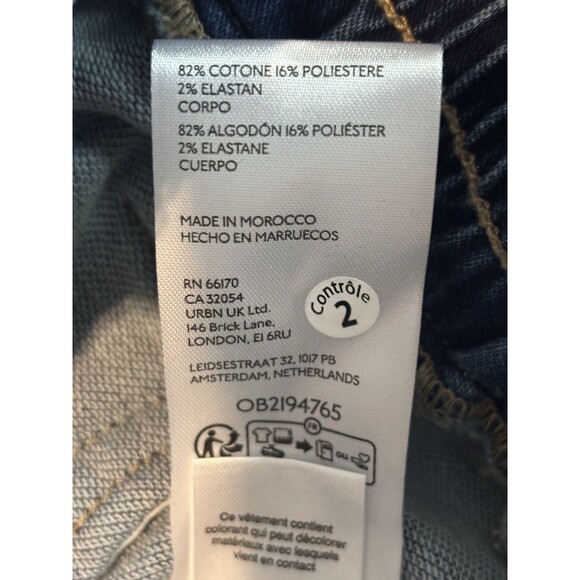 82% COTONE 16% POLIESTERE
2% ELASTAN
CORPO
82% ALGODÓN 16% POLIÉSTER
2% ELASTANE
CUERPO
MADE IN MOROCCO
HECHO EN MARRUECOS
RN 66170
CA 32054
URBN UK Ltd.
146 Brick Lane,
LONDON, E1 6RU
Contrôle
2
LEIDSESTRAAT 32, 1017 PB
AMSTERDAM, NETHERLANDS
OB2194765
FR
OU
Ce vêtement contient
colorant qui peut décolorer
matériaux avec lesquels
vient en contact